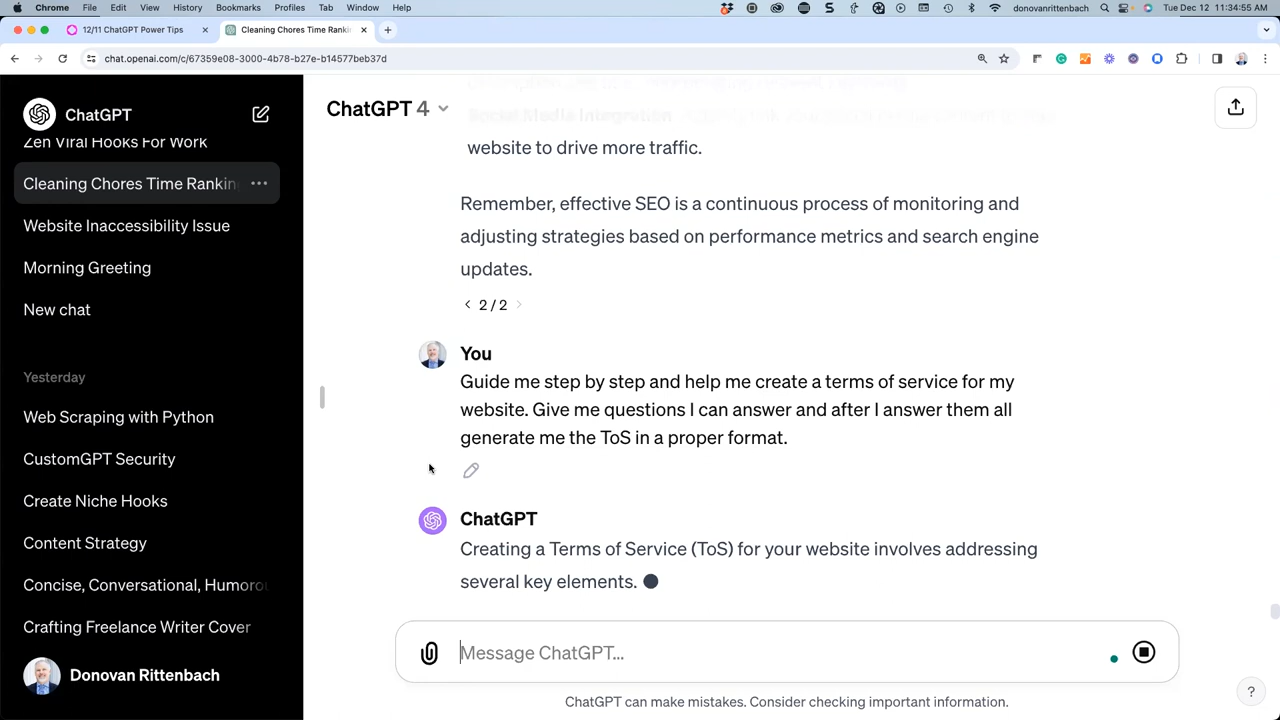 Chrome File Edit View History Bookmarks Profiles Tab Window Help donovanrittenbach Tue Dec 12 11:34:55 AM
12/11 ChatGPT Power Tips
Cleaning Chores Time Rankin
chat.openai.com/c/67359e08-3000-4b78-b27e-b14577beb37d
ChatGPT
Zen Viral Hooks For Work
Cleaning Chores Time Rankin
Website Inaccessibility Issue
Morning Greeting
New chat
Yesterday
Web Scraping with Python
CustomGPT Security
Create Niche Hooks
Content Strategy
Concise, Conversational, Humoro
Crafting Freelance Writer Cover
Donovan Rittenbach
ChatGPT 4
Social Media Integration
website to drive more traffic.
Remember, effective SEO is a continuous process of monitoring and
adjusting strategies based on performance metrics and search engine
updates.
2 / 2
You
Guide me step by step and help me create a terms of service for my
website. Give me questions I can answer and after I answer them all
generate me the ToS in a proper format.
ChatGPT
Creating a Terms of Service (ToS) for your website involves addressing
several key elements.
Message ChatGPT...
ChatGPT can make mistakes. Consider checking important information.
?